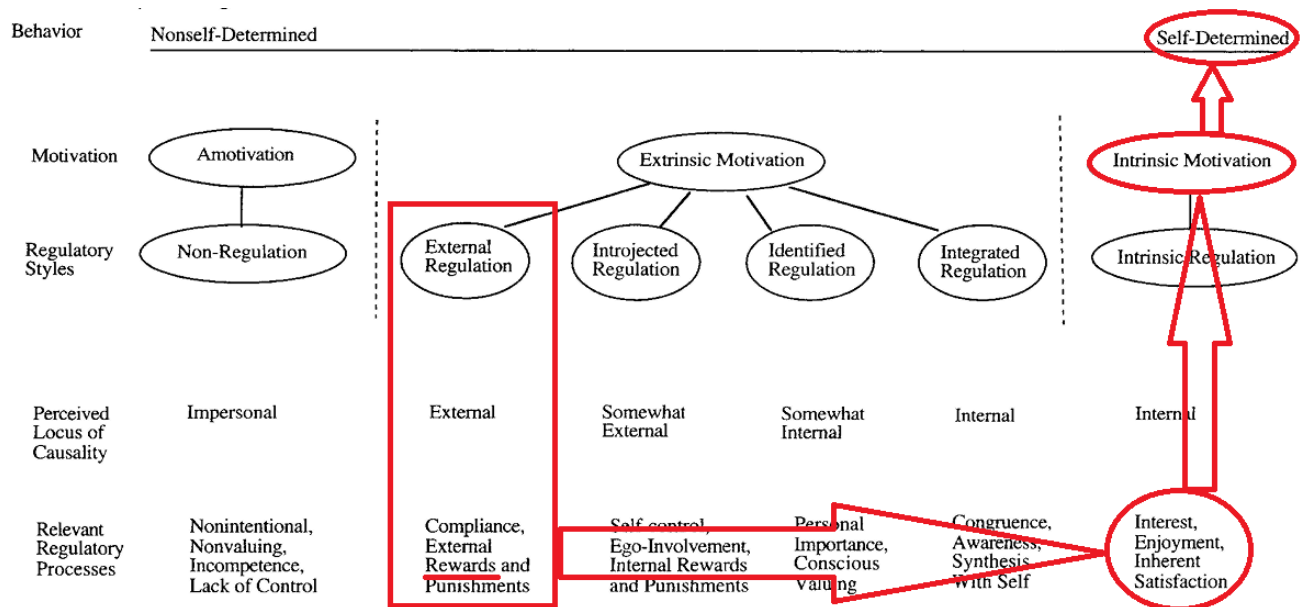 Behavior
Nonself-Determined
Self-Determined
Motivation
Amotivation
Extrinsic Motivation
Intrinsic Motivation
Regulatory
Styles
Non-Regulation
External
Regulation
Introjected
Regulation
Identified
Regulation
Integrated
Regulation
Intrinsic Regulation
Perceived
Locus of
Causality
Impersonal
External
Somewhat
External
Somewhat
Internal
Internal
Internal
Relevant
Regulatory
Processes
Nonintentional,
Nonvaluing,
Incompetence,
Lack of Control
Compliance,
External
Rewards and
Punishments
Self-control,
Ego-Involvement,
Internal Rewards
and Punishments
Personal
Importance,
Conscious
Valuing
Congruence,
Awareness,
Synthesis
With Self
Interest,
Enjoyment,
Inherent
Satisfaction